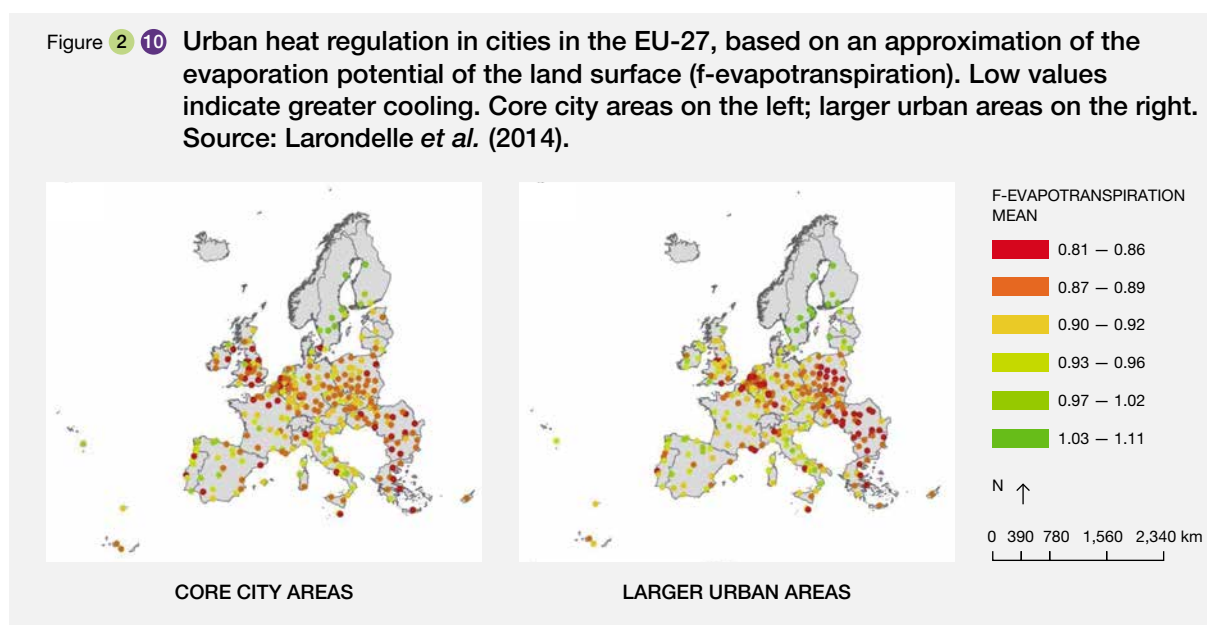 Figure 2 10 Urban heat regulation in cities in the EU-27, based on an approximation of the
evaporation potential of the land surface (f-evapotranspiration). Low values
indicate greater cooling. Core city areas on the left; larger urban areas on the right.
Source: Larondelle et al. (2014).
F-EVAPOTRANSPIRATION
MEAN
0.81 — 0.86
0.87 — 0.89
0.90 — 0.92
0.93 — 0.96
0.97 — 1.02
1.03 — 1.11
N
0 390 780 1,560 2,340 km
CORE CITY AREAS
LARGER URBAN AREAS